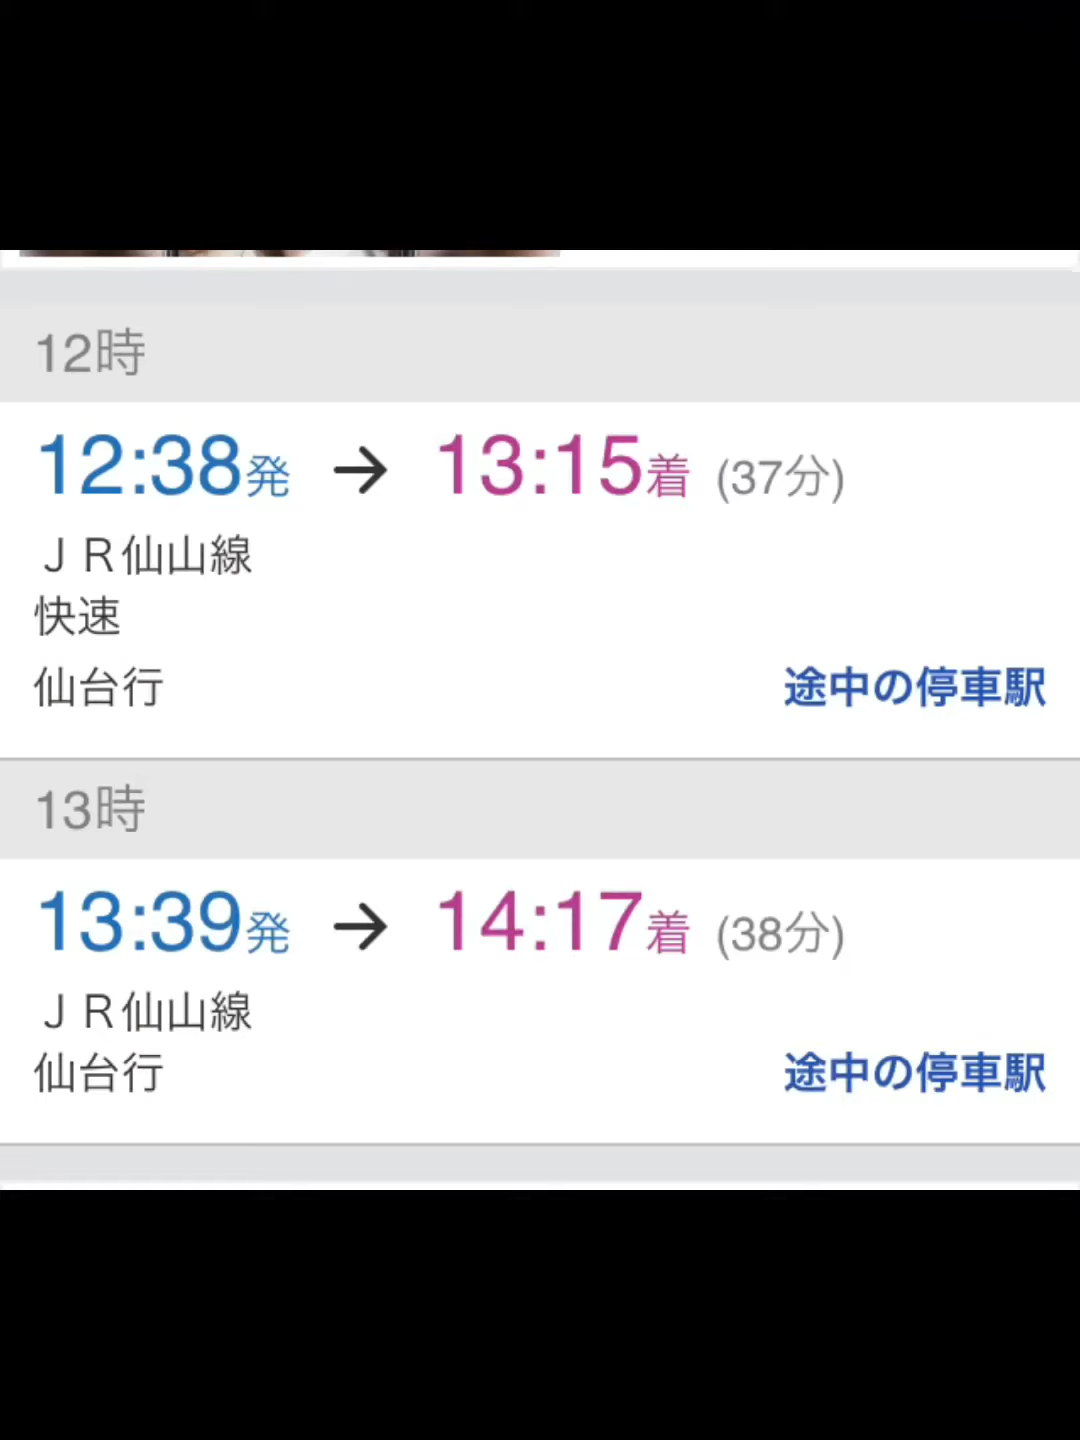 12時
12:38発 → 13:15着 (37分)
ＪＲ仙山線
快速
仙台行
途中の停車駅
13時
13:39発 → 14:17着 (38分)
ＪＲ仙山線
仙台行
途中の停車駅